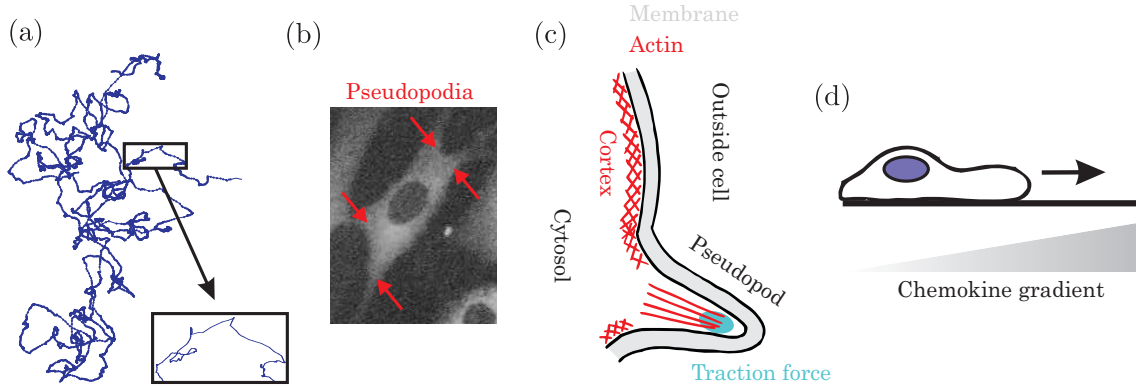 (a)
(b)
Pseudopodia
(c)
Membrane
Actin
Cortex
Outside cell
Cytosol
Pseudopod
Traction force
(d)
Chemokine gradient